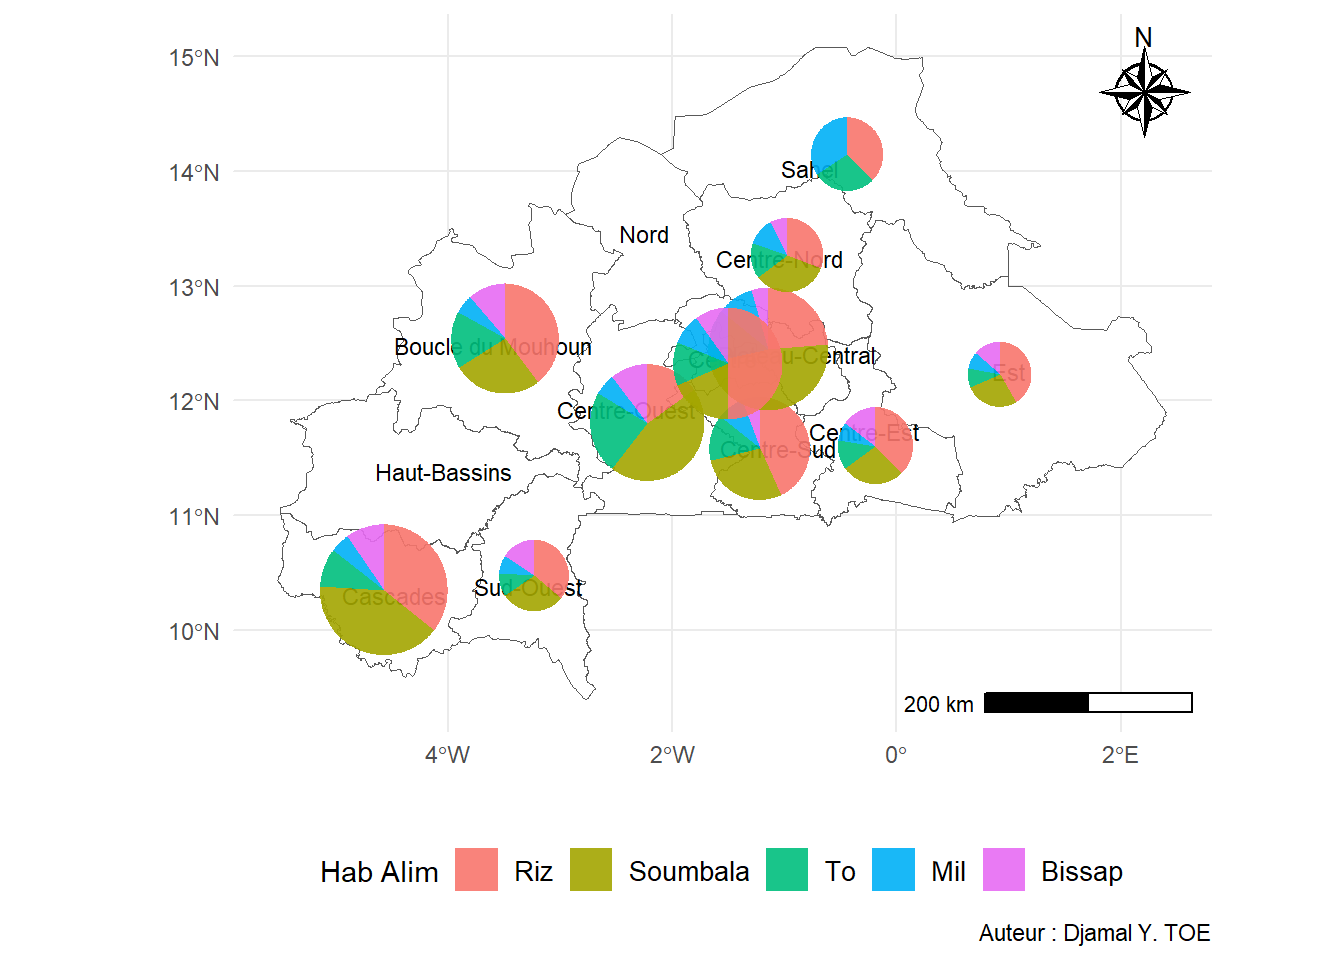 N
15°N
14°N
13°N
12°N
11°N
10°N
Sahel
Nord
Centre-Nord
Boucle du Mouhoun
u-Central
Est
Centre-Ouest
Centre-Est
Centre-Sud
Haut-Bassins
Cascades
Sud-Ouest
200 km
4°W
2°W
0°
2°E
Hab Alim
Riz
Soumbala
To
Mil
Bissap
Auteur : Djamal Y. TOE